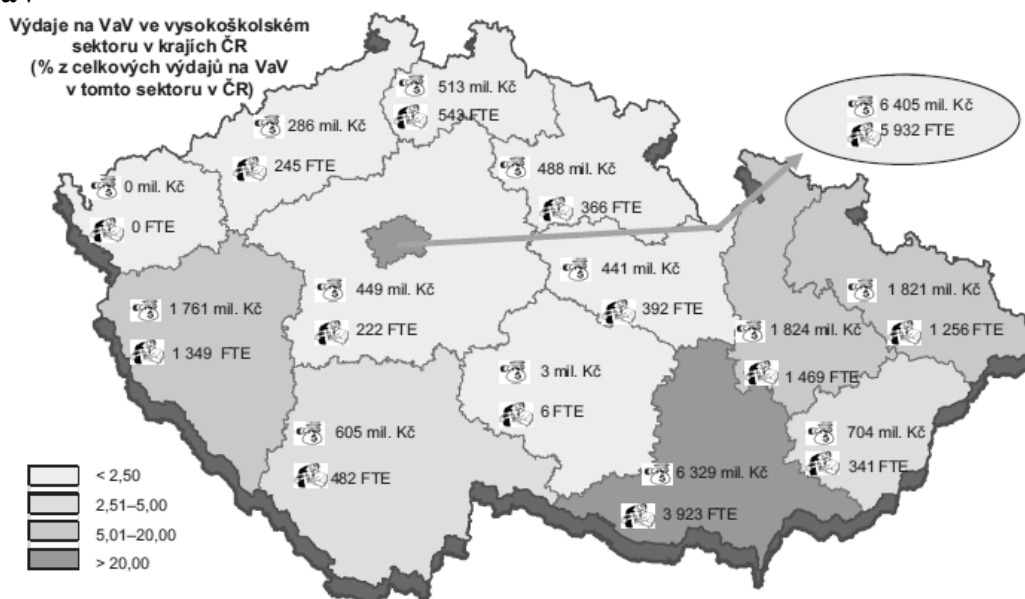 Výdaje na VaV ve vysokoškolském
sektoru v krajích ČR
(% z celkových výdajů na VaV
v tomto sektoru v ČR)
513 mil. Kč
543 FTE
6 405 mil. Kč
5 932 FTE
286 mil. Kč
245 FTE
488 mil. Kč
366 FTE
0 mil. Kč
0 FTE
449 mil. Kč
222 FTE
441 mil. Kč
392 FTE
1 821 mil. Kč
1 256 FTE
1 761 mil. Kč
1 349 FTE
1 824 mil. Kč
1 469 FTE
3 mil. Kč
6 FTE
605 mil. Kč
482 FTE
704 mil. Kč
341 FTE
6 329 mil. Kč
3 923 FTE
< 2,50
2,51–5,00
5,01–20,00
> 20,00